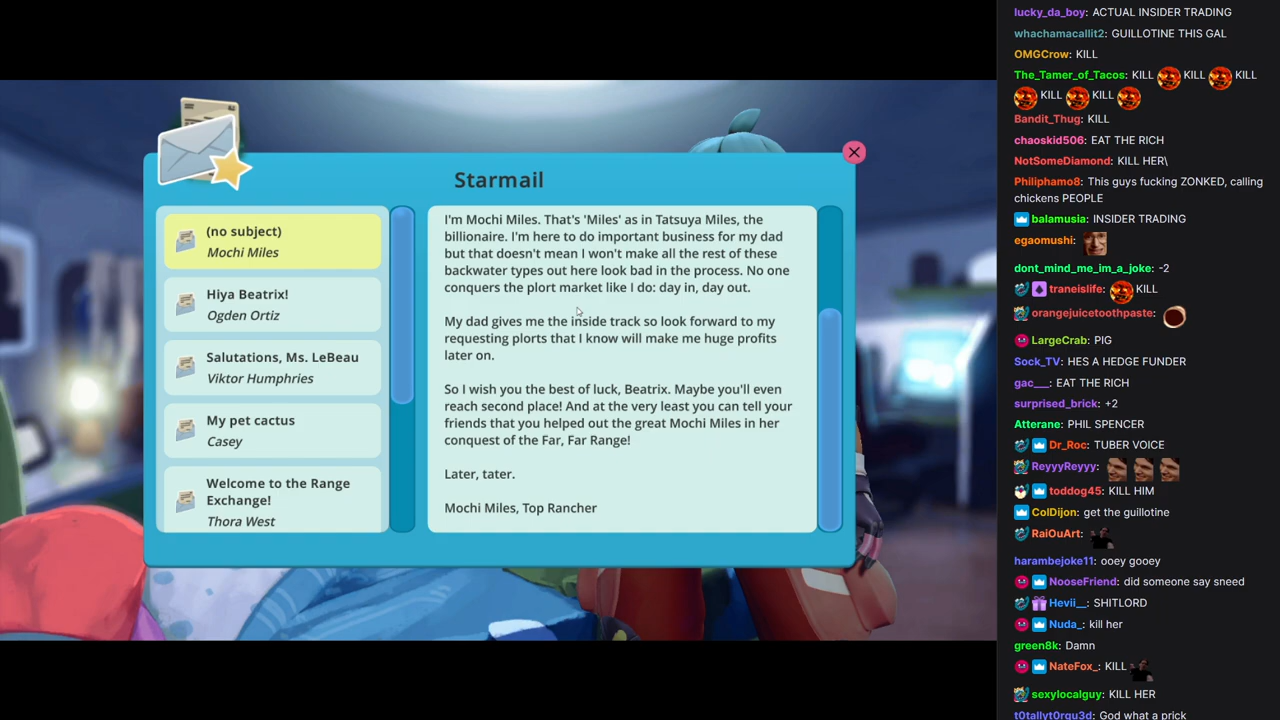 Starmail
(no subject)
Mochi Miles
Hiya Beatrix!
Ogden Ortiz
Salutations, Ms. LeBeau
Viktor Humphries
My pet cactus
Casey
Welcome to the Range
Exchange!
Thora West
I'm Mochi Miles. That's 'Miles' as in Tatsuya Miles, the
billionaire. I'm here to do important business for my dad
but that doesn't mean I won't make all the rest of these
backwater types out here look bad in the process. No one
conquers the plort market like I do: day in, day out.
My dad gives me the inside track so look forward to my
requesting plorts that I know will make me huge profits
later on.
So I wish you the best of luck, Beatrix. Maybe you'll even
reach second place! And at the very least you can tell your
friends that you helped out the great Mochi Miles in her
conquest of the Far, Far Range!
Later, tater.
Mochi Miles, Top Rancher
lucky_da_boy: ACTUAL INSIDER TRADING
whachamacallit2: GUILLOTINE THIS GAL
OMGCrow: KILL
The_Tamer_of_Tacos: KILL KILL KILL
KILL KILL
Bandit_Thug: KILL
chaoskid506: EAT THE RICH
NotSomeDiamond: KILL HER\
Philiphamo8: This guys fucking ZONKED, calling
chickens PEOPLE
balamusia: INSIDER TRADING
egaomushi:
dont_mind_me_im_a_joke: -2
traneislife: KILL
orangejuicetoothpaste:
LargeCrab: PIG
Sock_TV: HES A HEDGE FUNDER
gac___: EAT THE RICH
surprised_brick: +2
Atterane: PHIL SPENCER
Dr_Roc: TUBER VOICE
ReyyyReyyy:
toddog45: KILL HIM
ColDijon: get the guillotine
RaiOuArt:
harambejoke11: ooey gooey
NooseFriend: did someone say sneed
Hevii__: SHITLORD
Nuda_: kill her
green8k: Damn
NateFox_: KILL
sexylocalguy: KILL HER
t0tallyt0rqu3d: God what a prick